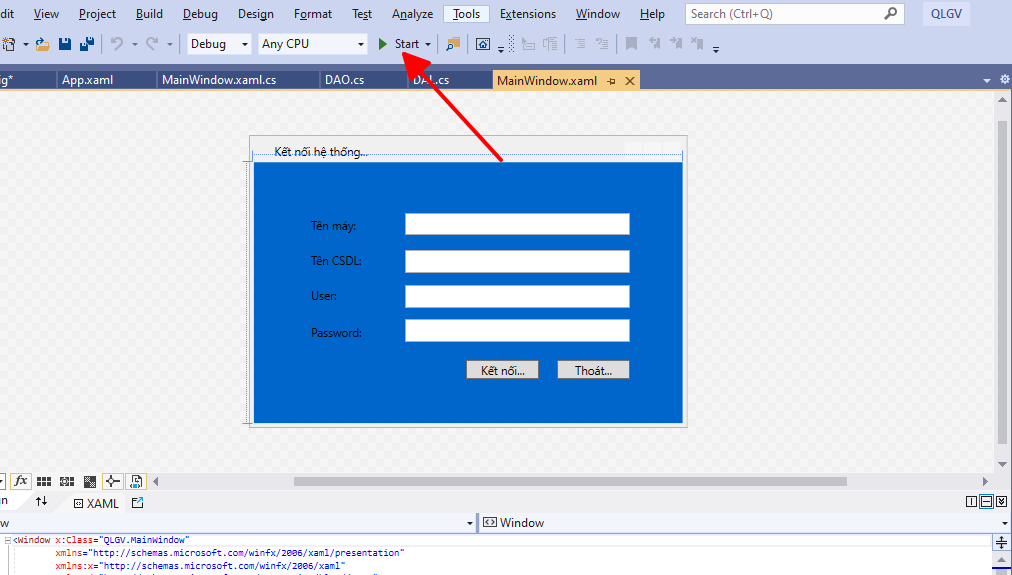 dit View Project Build Debug Design Format Test Analyze Tools Extensions Window Help Search (Ctrl+Q) QLGV
Debug Any CPU Start
ig* App.xaml MainWindow.xaml.cs DAO.cs DAL.cs MainWindow.xaml
Kết nối hệ thống...
Tên máy:
Tên CSDL:
User:
Password:
Kết nối... Thoát...
fx
gn XAML
w Window
<Window x:Class="QLGV.MainWindow"
xmlns="http://schemas.microsoft.com/winfx/2006/xaml/presentation"
xmlns:x="http://schemas.microsoft.com/winfx/2006/xaml"